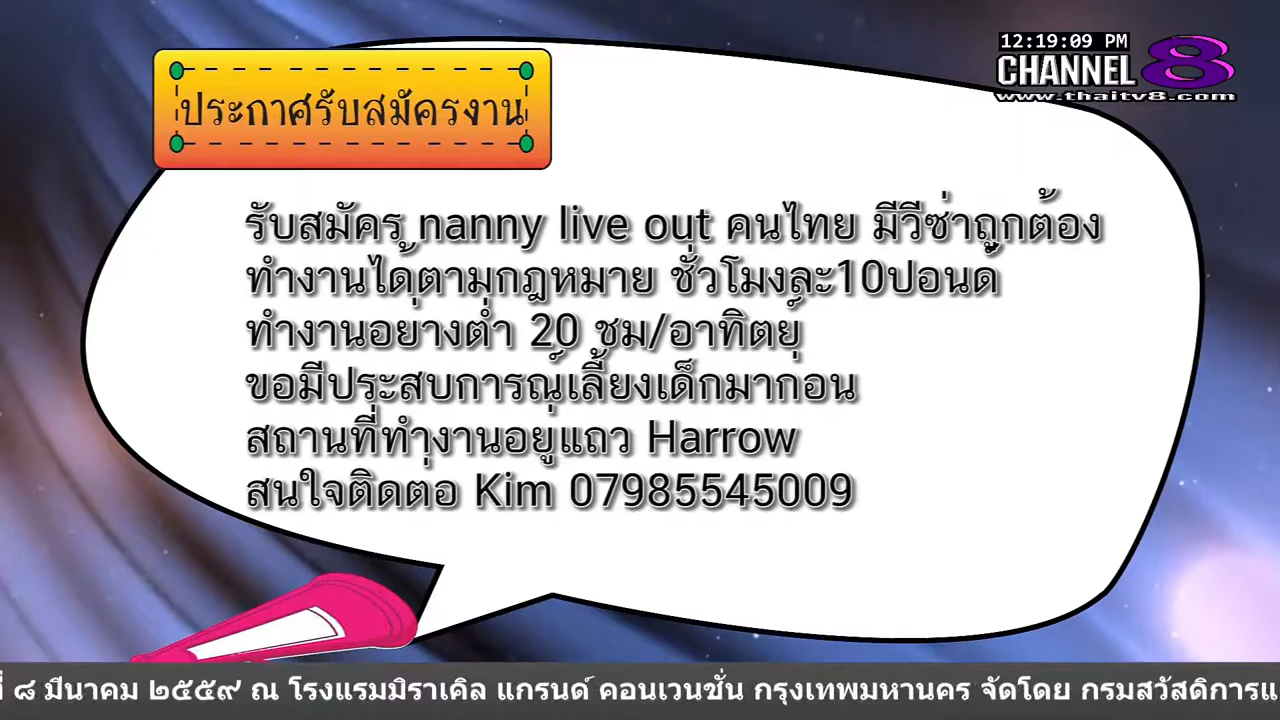 12:19:09 PM
CHANNEL 8
www.thaitv8.com
ประกาศรับสมัครงาน
รับสมัคร nanny live out คนไทย มีวีซ่าถูกต้อง
ทำงานได้ตามกฎหมาย ชั่วโมงละ10ปอนด์
ทำงานอย่างต่ำ 20 ชม/อาทิตย์
ขอมีประสบการณ์เลี้ยงเด็กมาก่อน
สถานที่ทำงานอยู่แถว Harrow
สนใจติดต่อ Kim 07985545009
๘ มีนาคม ๒๕๕๙ ณ โรงแรมมิราเคิล แกรนด์ คอนเวนชั่น กรุงเทพมหานคร จัดโดย กรมสวัสดิการแ